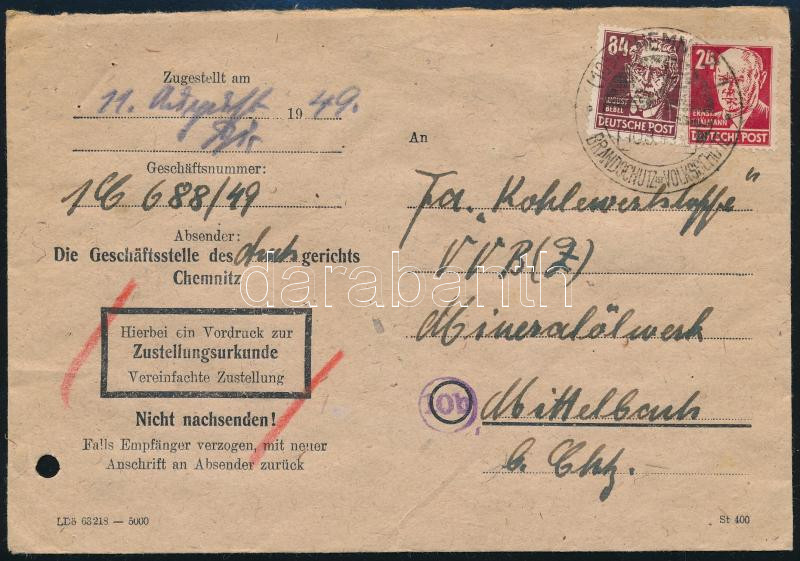 Zugestellt am
11. August 1949.
Geschäftsnummer:
1 C 688/49
Absender:
Die Geschäftsstelle des gerichts
Chemnitz
Hierbei ein Vordruck zur
Zustellungsurkunde
Vereinfachte Zustellung
Nicht nachsenden!
Falls Empfänger verzogen, mit neuer
Anschrift an Absender zurück
LDS 63218 — 5000
84
AUGUST
BEBEL
DEUTSCHE POST
24
ERNST
DEUTSCHE POST
BRANDSCHUTZ
An
Fa. „Kohlewertstoffe"
VVB (Z)
Mineralölwerk
Mittelbach
b. Chtz.
St 400
darabanth